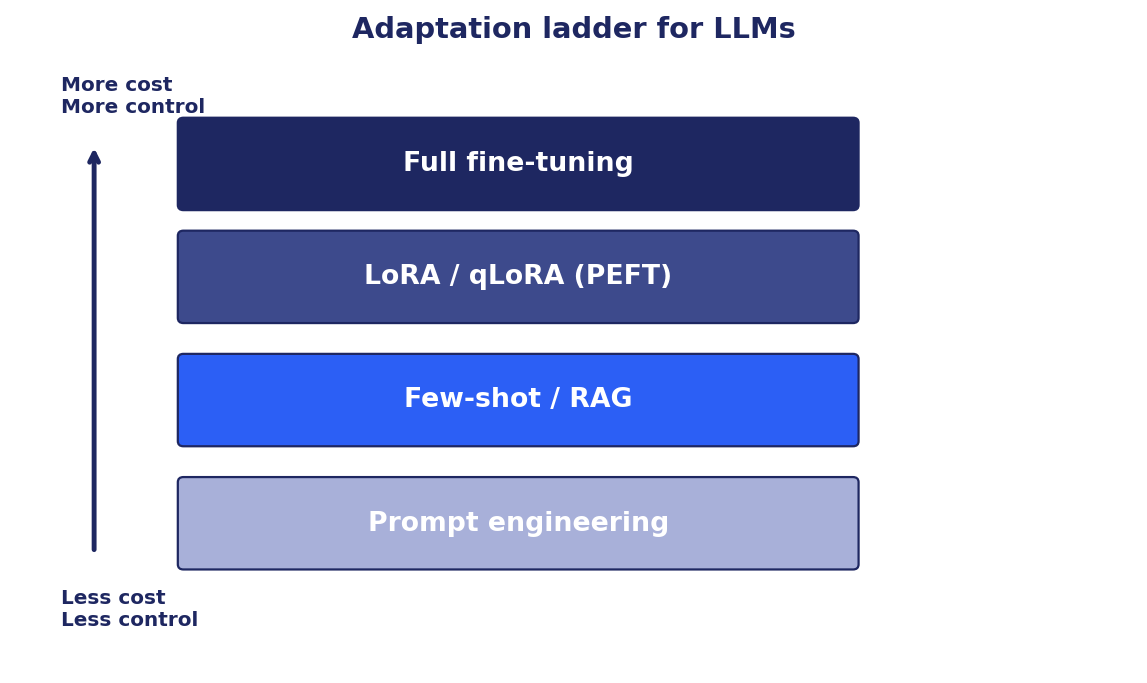 Adaptation ladder for LLMs
More cost
More control
Full fine-tuning
LoRA / qLoRA (PEFT)
Few-shot / RAG
Prompt engineering
Less cost
Less control